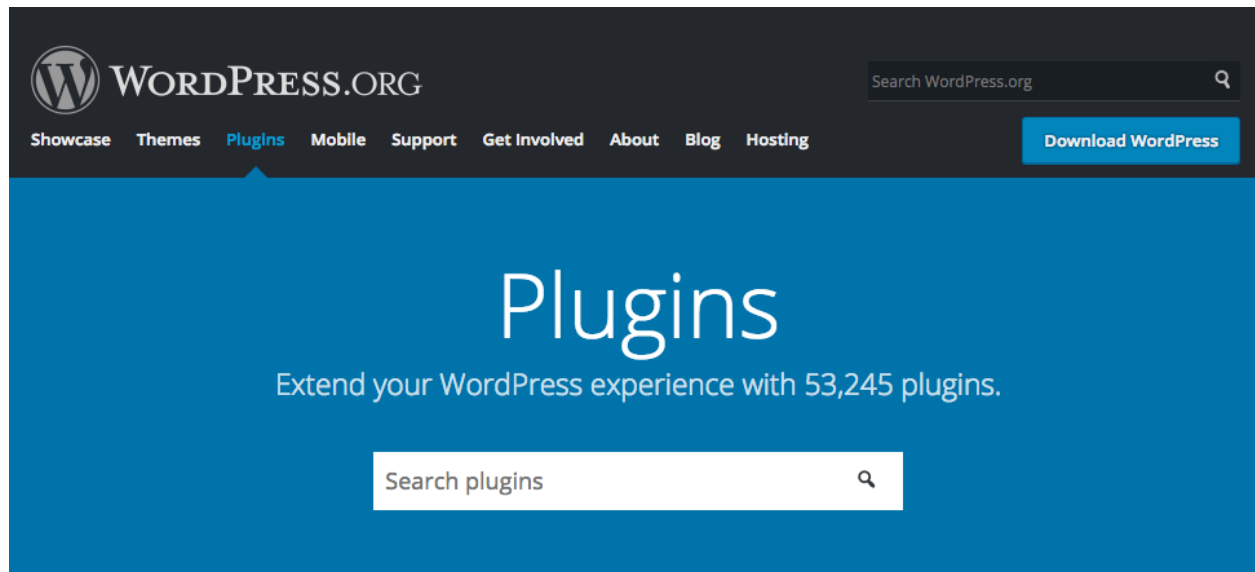 WORDPRESS.ORG
Search WordPress.org
Showcase Themes Plugins Mobile Support Get Involved About Blog Hosting
Download WordPress
Plugins
Extend your WordPress experience with 53,245 plugins.
Search plugins